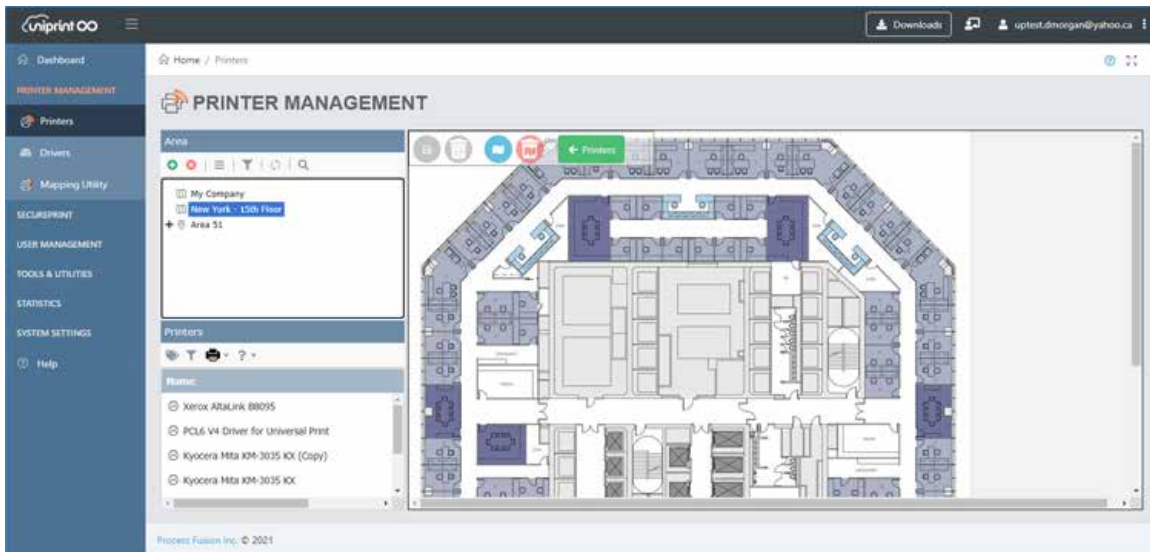 uniprint
Downloads
uptest.dmorgan@yahoo.ca
Dashboard
Home / Printers
PRINTER MANAGEMENT
PRINTER MANAGEMENT
Printers
Area
← Printers
Drivers
Mapping Utility
My Company
New York - 15th Floor
Area 51
SECUREPRINT
USER MANAGEMENT
TOOLS & UTILITIES
STATISTICS
SYSTEM SETTINGS
Help
Printers
Name
Xerox AltaLink B8095
PCL6 V4 Driver for Universal Print
Kyocera Mita KM-3035 KX (Copy)
Kyocera Mita KM-3035 KX
Process Fusion Inc. © 2021